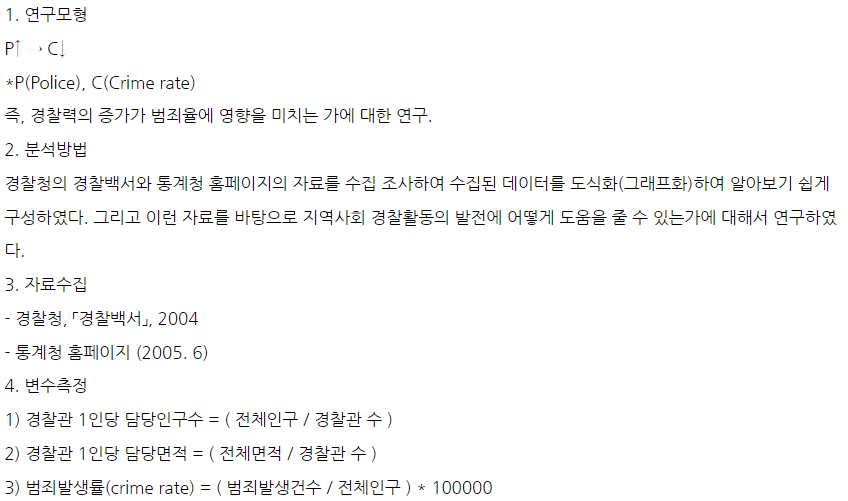 1. 연구모형
P↑ → C↓
*P(Police), C(Crime rate)
즉, 경찰력의 증가가 범죄율에 영향을 미치는 가에 대한 연구.
2. 분석방법
경찰청의 경찰백서와 통계청 홈페이지의 자료를 수집 조사하여 수집된 데이터를 도식화(그래프화)하여 알아보기 쉽게
구성하였다. 그리고 이런 자료를 바탕으로 지역사회 경찰활동의 발전에 어떻게 도움을 줄 수 있는가에 대해서 연구하였
다.
3. 자료수집
- 경찰청, 「경찰백서」, 2004
- 통계청 홈페이지 (2005. 6)
4. 변수측정
1) 경찰관 1인당 담당인구수 = ( 전체인구 / 경찰관 수 )
2) 경찰관 1인당 담당면적 = ( 전체면적 / 경찰관 수 )
3) 범죄발생률(crime rate) = ( 범죄발생건수 / 전체인구 ) * 100000